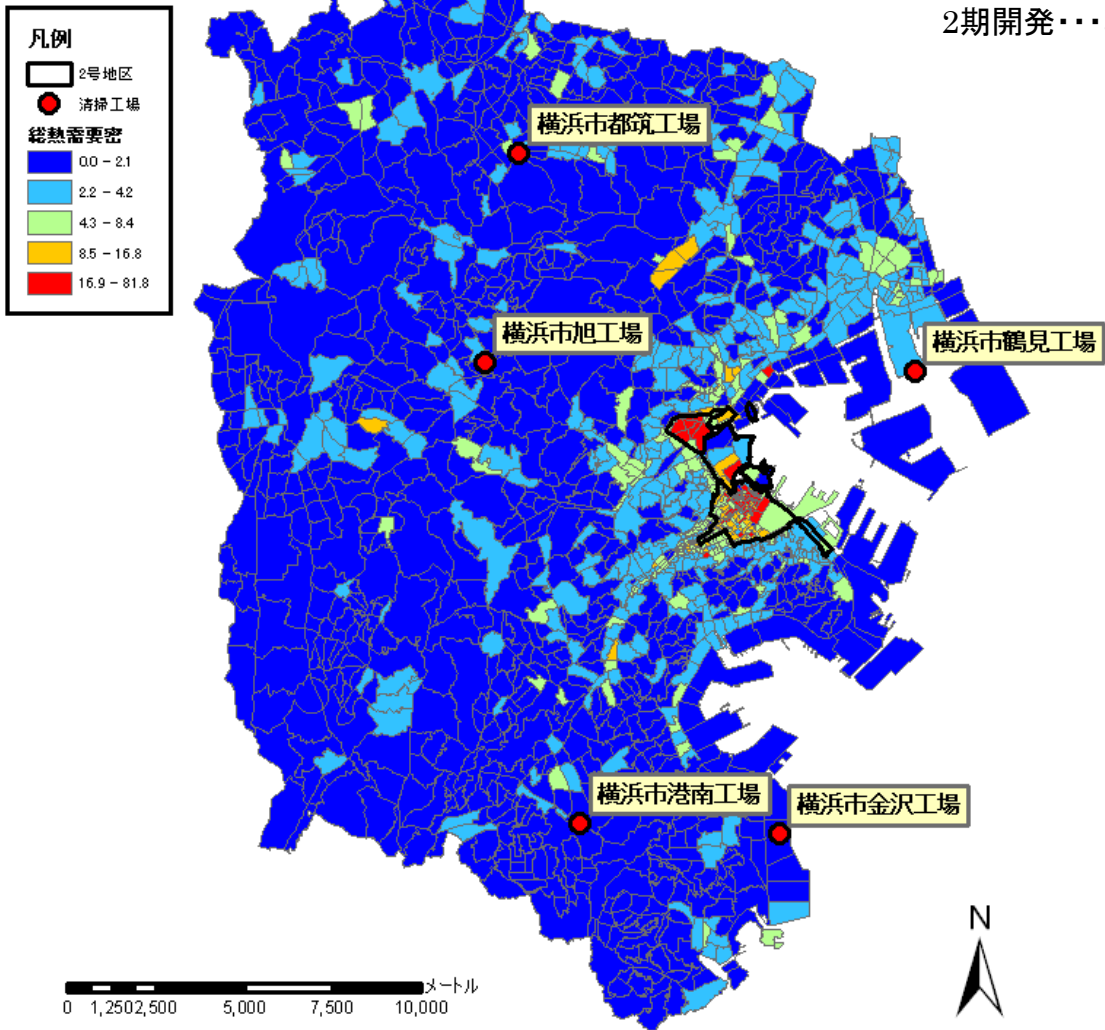 2期開発･･･
凡例
2号地区
清掃工場
総熱需要密
0.0 - 2.1
2.2 - 4.2
4.3 - 8.4
8.5 - 16.8
16.9 - 81.8
横浜市都筑工場
横浜市旭工場
横浜市鶴見工場
横浜市港南工場
横浜市金沢工場
N
メートル
0 1,2502,500 5,000 7,500 10,000